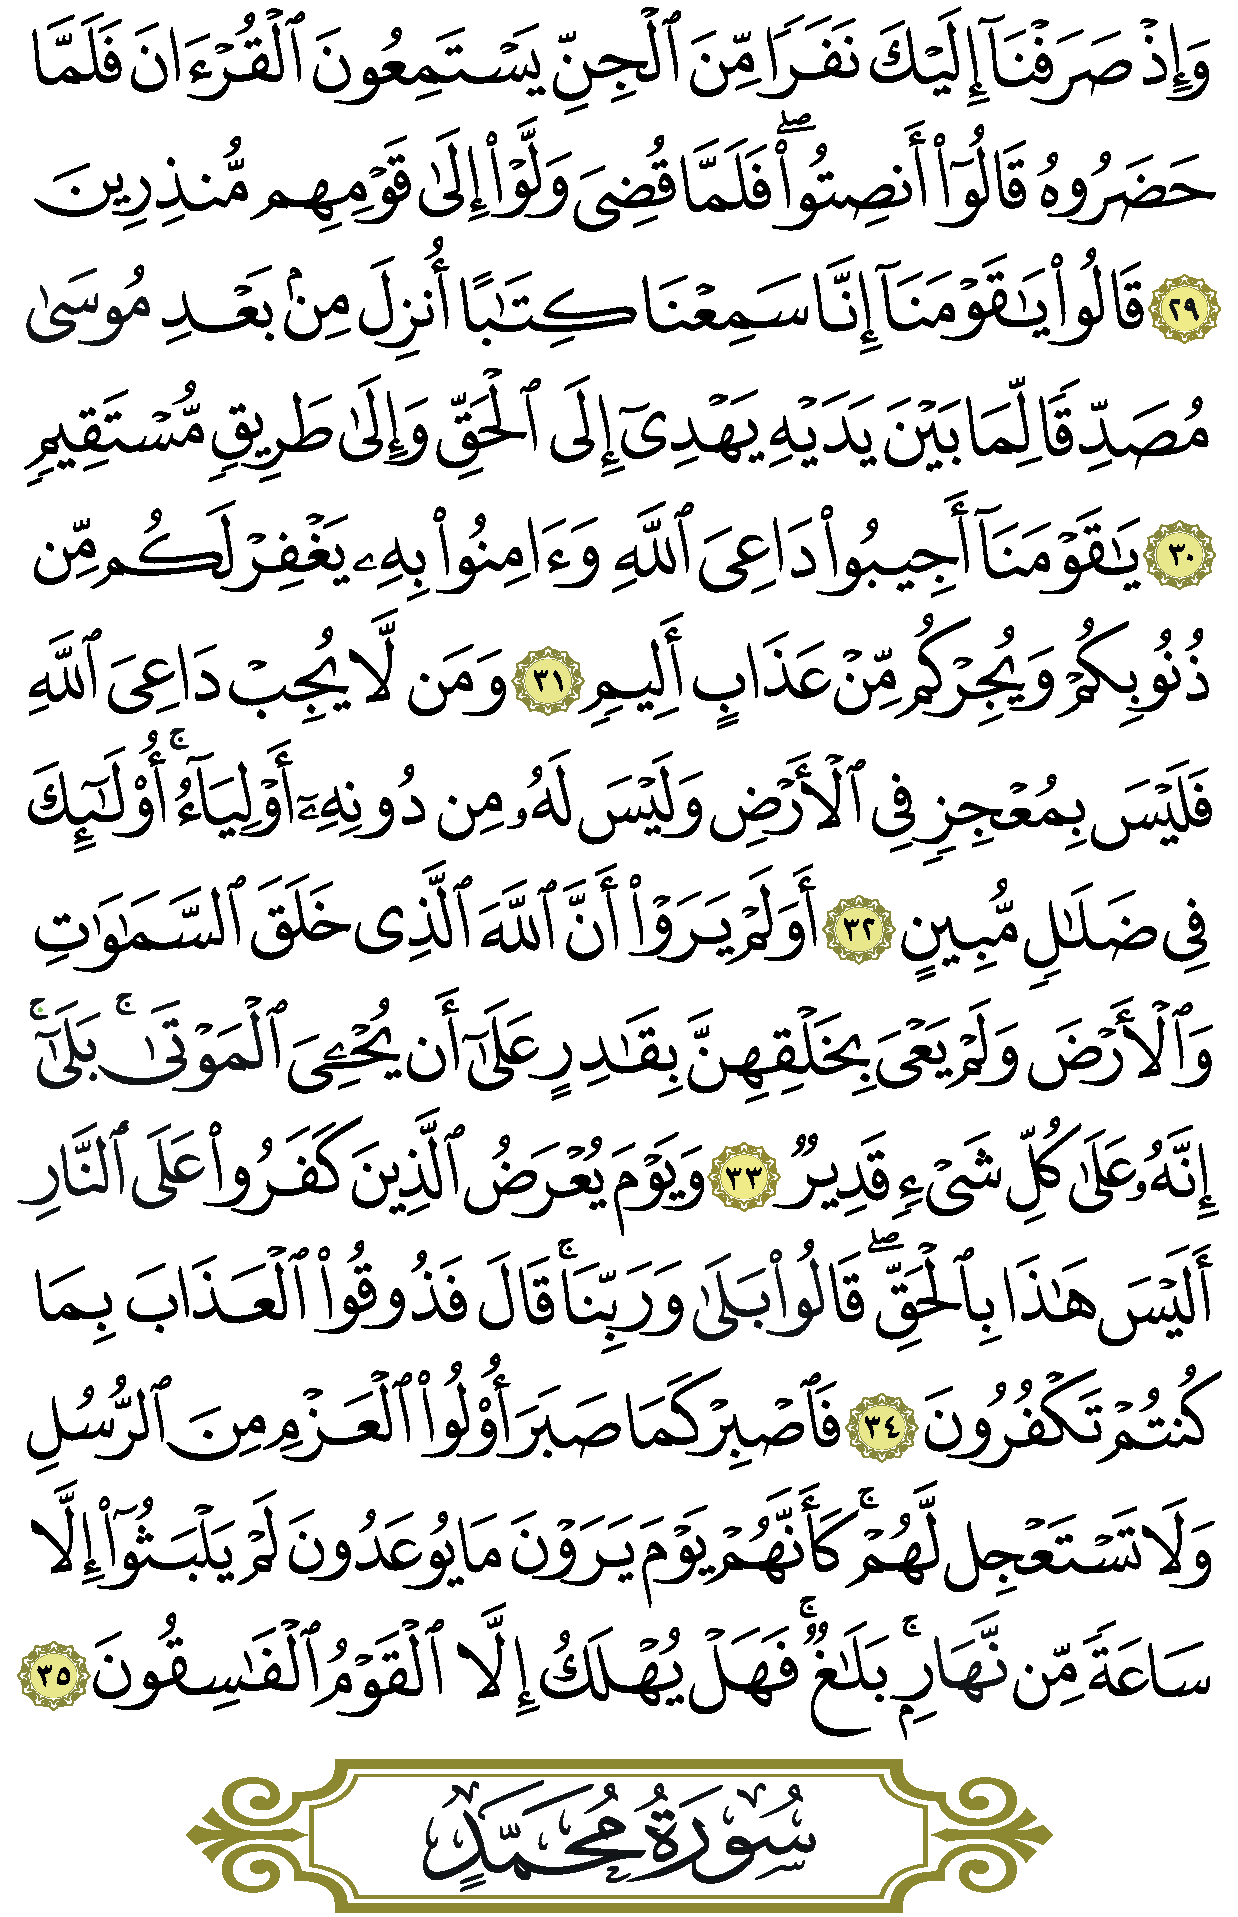 وَإِذْ صَرَفْنَآ إِلَيْكَ نَفَرًا مِّنَ ٱلْجِنِّ يَسْتَمِعُونَ ٱلْقُرْءَانَ فَلَمَّا
حَضَرُوهُ قَالُوٓا۟ أَنصِتُوا۟ ۖ فَلَمَّا قُضِىَ وَلَّوْا۟ إِلَىٰ قَوْمِهِم مُّنذِرِينَ
٢٩ قَالُوا۟ يَـٰقَوْمَنَآ إِنَّا سَمِعْنَا كِتَـٰبًا أُنزِلَ مِنۢ بَعْدِ مُوسَىٰ
مُصَدِّقًا لِّمَا بَيْنَ يَدَيْهِ يَهْدِىٓ إِلَى ٱلْحَقِّ وَإِلَىٰ طَرِيقٍ مُّسْتَقِيمٍ
٣٠ يَـٰقَوْمَنَآ أَجِيبُوا۟ دَاعِىَ ٱللَّهِ وَءَامِنُوا۟ بِهِۦ يَغْفِرْ لَكُم مِّن
ذُنُوبِكُمْ وَيُجِرْكُم مِّنْ عَذَابٍ أَلِيمٍ ٣١ وَمَن لَّا يُجِبْ دَاعِىَ ٱللَّهِ
فَلَيْسَ بِمُعْجِزٍ فِى ٱلْأَرْضِ وَلَيْسَ لَهُۥ مِن دُونِهِۦٓ أَوْلِيَآءُ ۚ أُو۟لَـٰٓئِكَ
فِى ضَلَـٰلٍ مُّبِينٍ ٣٢ أَوَلَمْ يَرَوْا۟ أَنَّ ٱللَّهَ ٱلَّذِى خَلَقَ ٱلسَّمَـٰوَٰتِ
وَٱلْأَرْضَ وَلَمْ يَعْىَ بِخَلْقِهِنَّ بِقَـٰدِرٍ عَلَىٰٓ أَن يُحْـِۧىَ ٱلْمَوْتَىٰ ۚ بَلَىٰٓ ۚ
إِنَّهُۥ عَلَىٰ كُلِّ شَىْءٍ قَدِيرٌ ٣٣ وَيَوْمَ يُعْرَضُ ٱلَّذِينَ كَفَرُوا۟ عَلَى ٱلنَّارِ
أَلَيْسَ هَـٰذَا بِٱلْحَقِّ ۖ قَالُوا۟ بَلَىٰ وَرَبِّنَا ۚ قَالَ فَذُوقُوا۟ ٱلْعَذَابَ بِمَا
كُنتُمْ تَكْفُرُونَ ٣٤ فَٱصْبِرْ كَمَا صَبَرَ أُو۟لُوا۟ ٱلْعَزْمِ مِنَ ٱلرُّسُلِ
وَلَا تَسْتَعْجِل لَّهُمْ ۚ كَأَنَّهُمْ يَوْمَ يَرَوْنَ مَا يُوعَدُونَ لَمْ يَلْبَثُوٓا۟ إِلَّا
سَاعَةً مِّن نَّهَارٍۭ ۚ بَلَـٰغٌ ۚ فَهَلْ يُهْلَكُ إِلَّا ٱلْقَوْمُ ٱلْفَـٰسِقُونَ ٣٥
سُورَةُ مُحَمَّدٍ